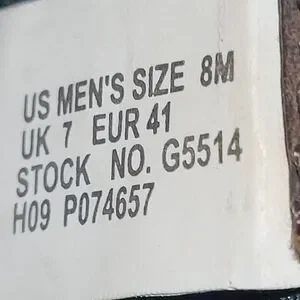 US MEN'S SIZE 8M
UK 7 EUR 41
STOCK NO. G5514
H09 P074657